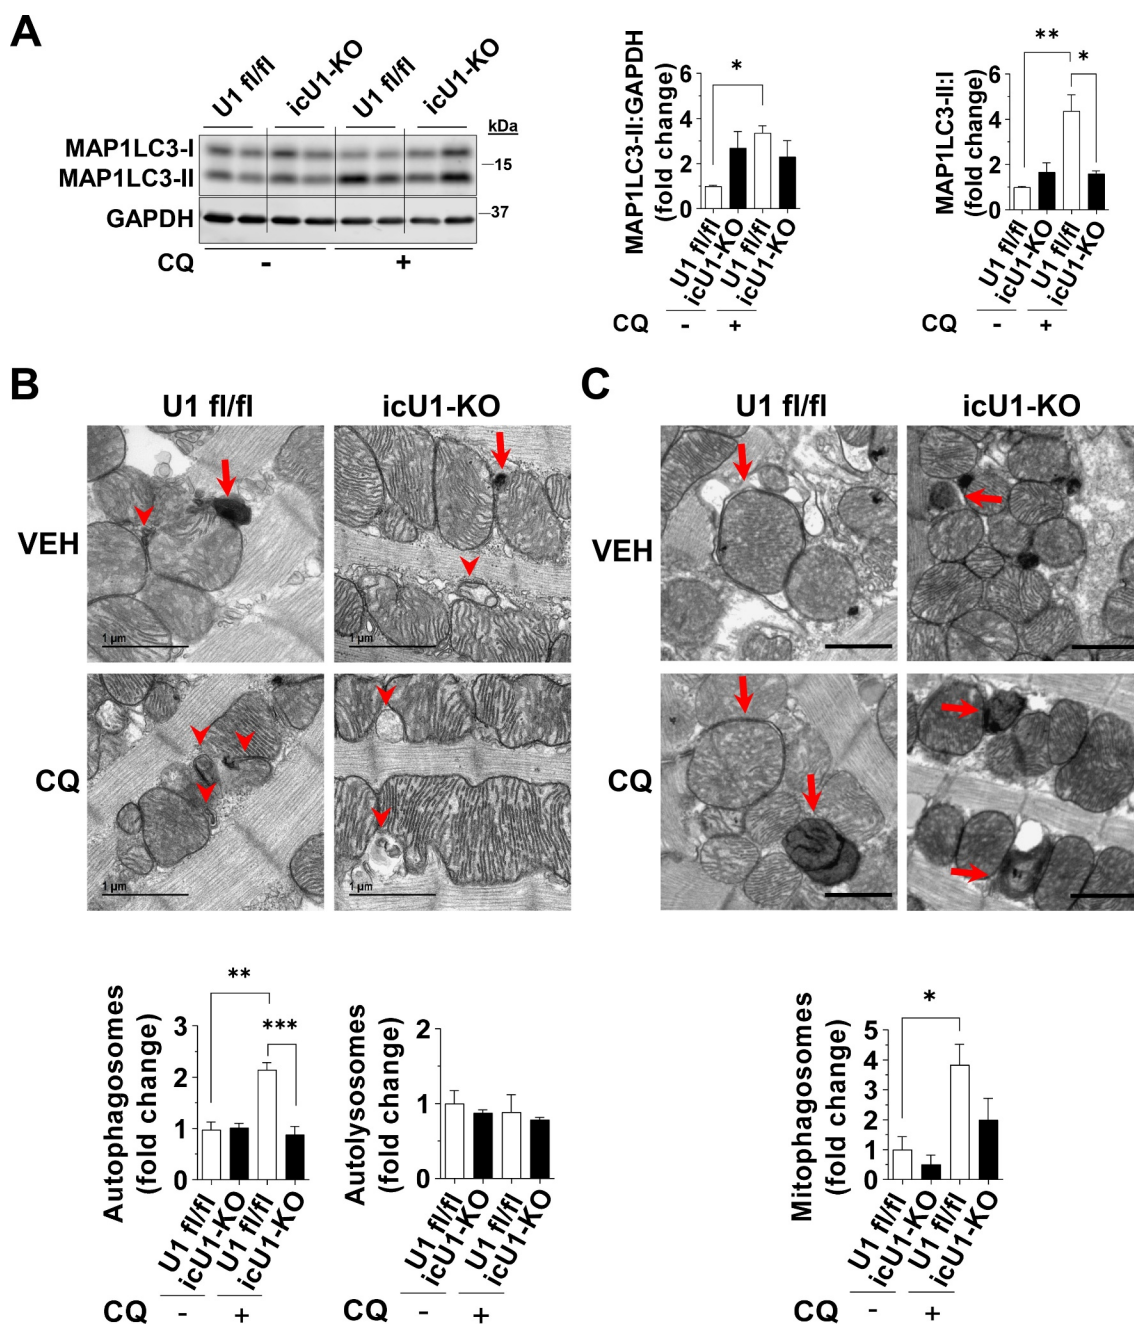 A
U1 fl/fl
icU1-KO
U1 fl/fl
icU1-KO
kDa
MAP1LC3-I
15
MAP1LC3-II
GAPDH
37
CQ
-
+
MAP1LC3-II:GAPDH
(fold change)
6
4
2
0
*
U1 fl/fl
icU1-KO
U1 fl/fl
icU1-KO
CQ
-
+
MAP1LC3-II:I
(fold change)
6
4
2
0
**
*
U1 fl/fl
icU1-KO
U1 fl/fl
icU1-KO
CQ
-
+
B
U1 fl/fl
icU1-KO
VEH
1 µm
1 µm
CQ
1 µm
1 µm
Autophagosomes
(fold change)
3
2
1
0
**
***
U1 fl/fl
icU1-KO
U1 fl/fl
icU1-KO
CQ
-
+
Autolysosomes
(fold change)
2
1
0
U1 fl/fl
icU1-KO
U1 fl/fl
icU1-KO
CQ
-
+
C
U1 fl/fl
icU1-KO
VEH
CQ
Mitophagosomes
(fold change)
5
4
3
2
1
0
*
U1 fl/fl
icU1-KO
U1 fl/fl
icU1-KO
CQ
-
+